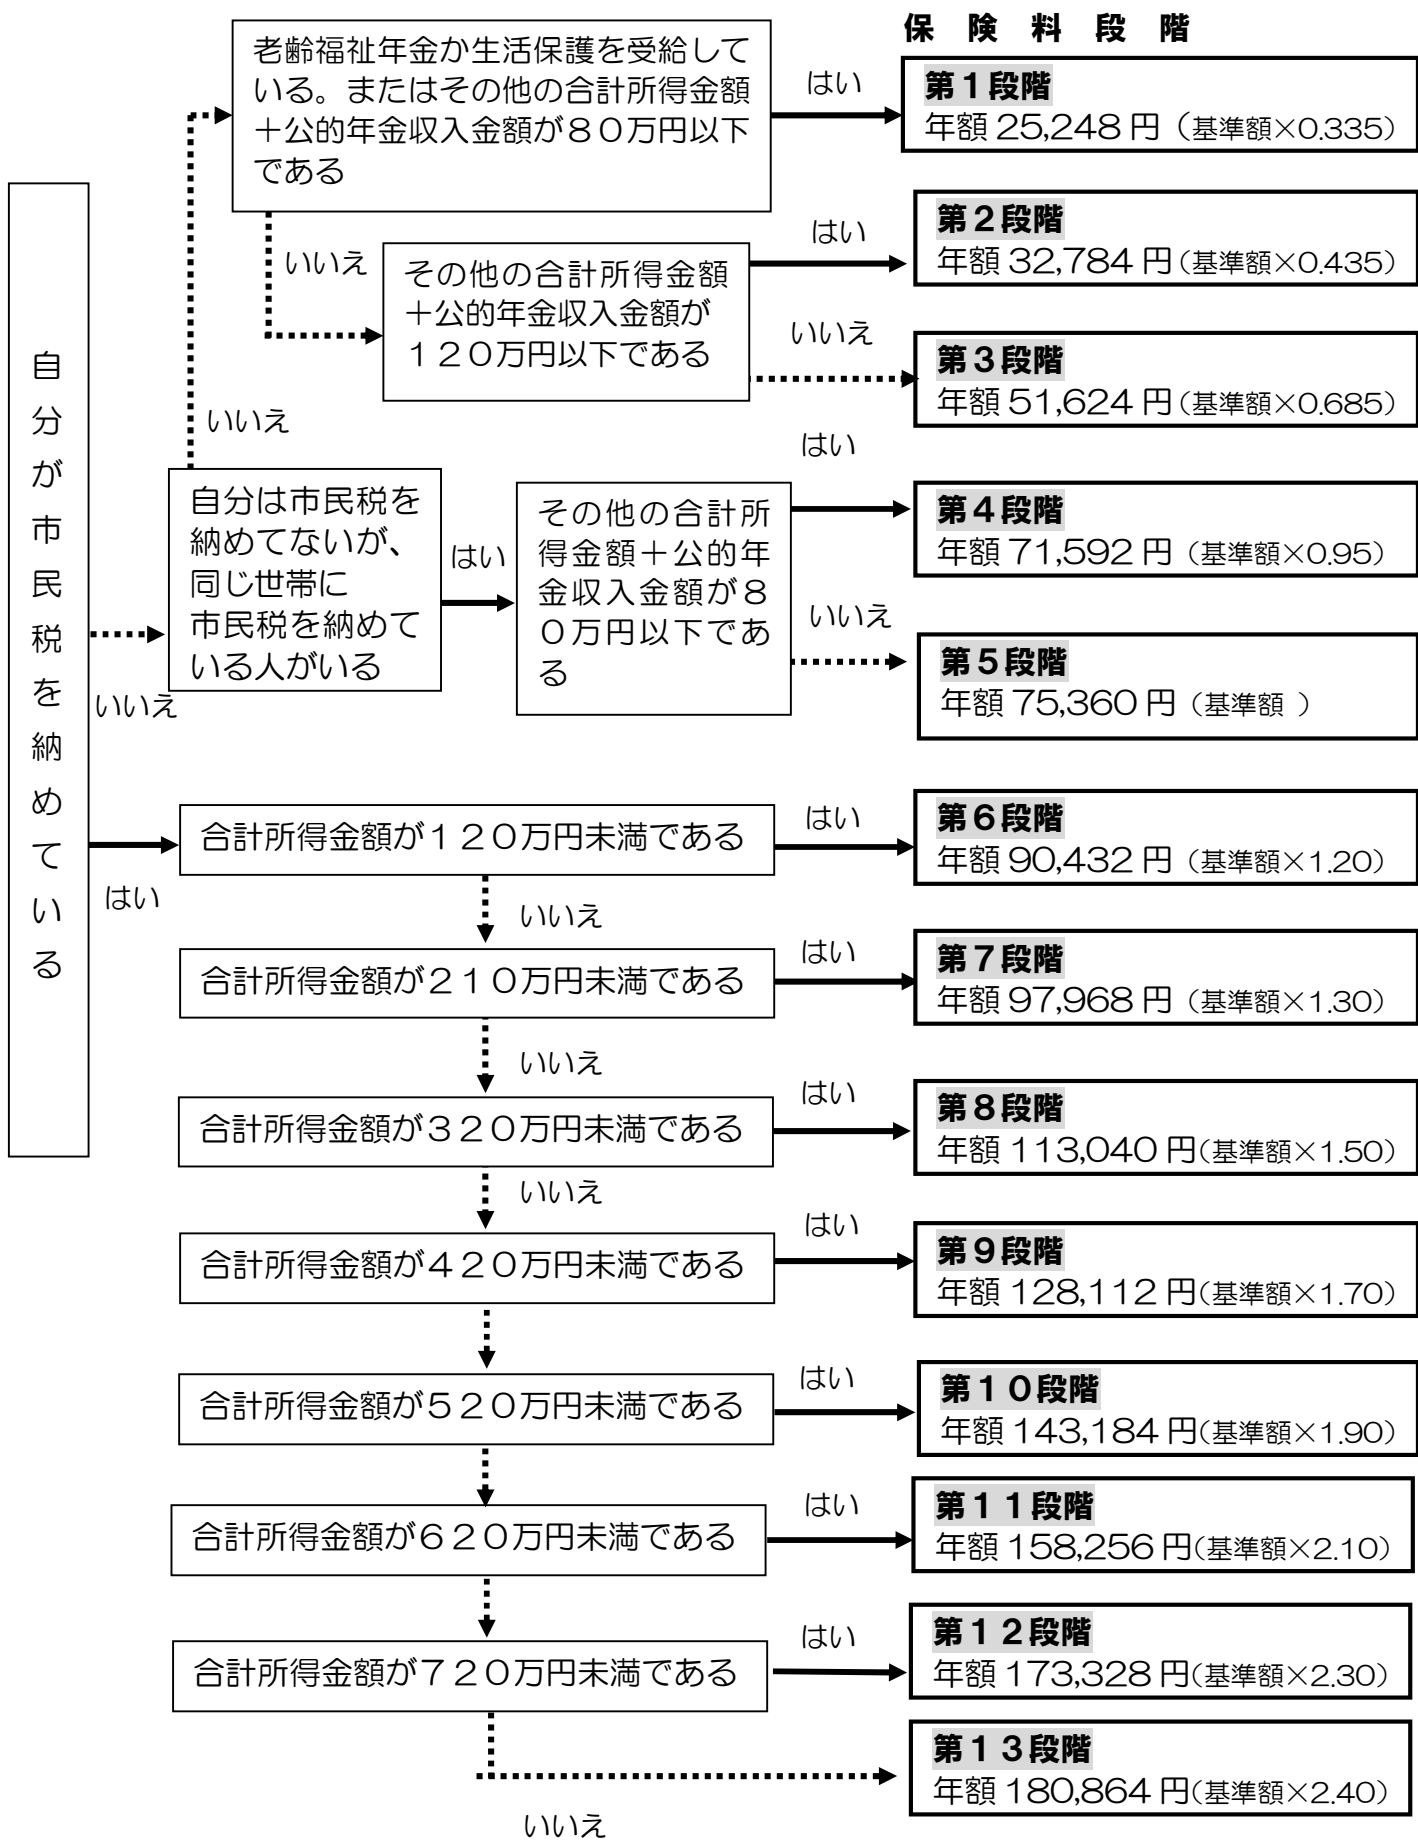 保 険 料 段 階
老齢福祉年金か生活保護を受給して
いる。またはその他の合計所得金額
＋公的年金収入金額が８０万円以下
である
はい
第１段階
年額 25,248 円（基準額×0.335）
いいえ
その他の合計所得金額
＋公的年金収入金額が
１２０万円以下である
はい
第２段階
年額 32,784 円（基準額×0.435）
いいえ
第３段階
年額 51,624 円（基準額×0.685）
自分が市民税を納めている
いいえ
いいえ
自分は市民税を
納めてないが、
同じ世帯に
市民税を納めて
いる人がいる
はい
その他の合計所
得金額＋公的年
金収入金額が８
０万円以下であ
る
はい
第４段階
年額 71,592 円（基準額×0.95）
いいえ
第５段階
年額 75,360 円（基準額 ）
はい
合計所得金額が１２０万円未満である
はい
第６段階
年額 90,432 円（基準額×1.20）
いいえ
合計所得金額が２１０万円未満である
はい
第７段階
年額 97,968 円（基準額×1.30）
いいえ
合計所得金額が３２０万円未満である
はい
第８段階
年額 113,040 円（基準額×1.50）
いいえ
合計所得金額が４２０万円未満である
はい
第９段階
年額 128,112 円（基準額×1.70）
合計所得金額が５２０万円未満である
はい
第１０段階
年額 143,184 円（基準額×1.90）
合計所得金額が６２０万円未満である
はい
第１１段階
年額 158,256 円（基準額×2.10）
合計所得金額が７２０万円未満である
はい
第１２段階
年額 173,328 円（基準額×2.30）
第１３段階
年額 180,864 円（基準額×2.40）
いいえ